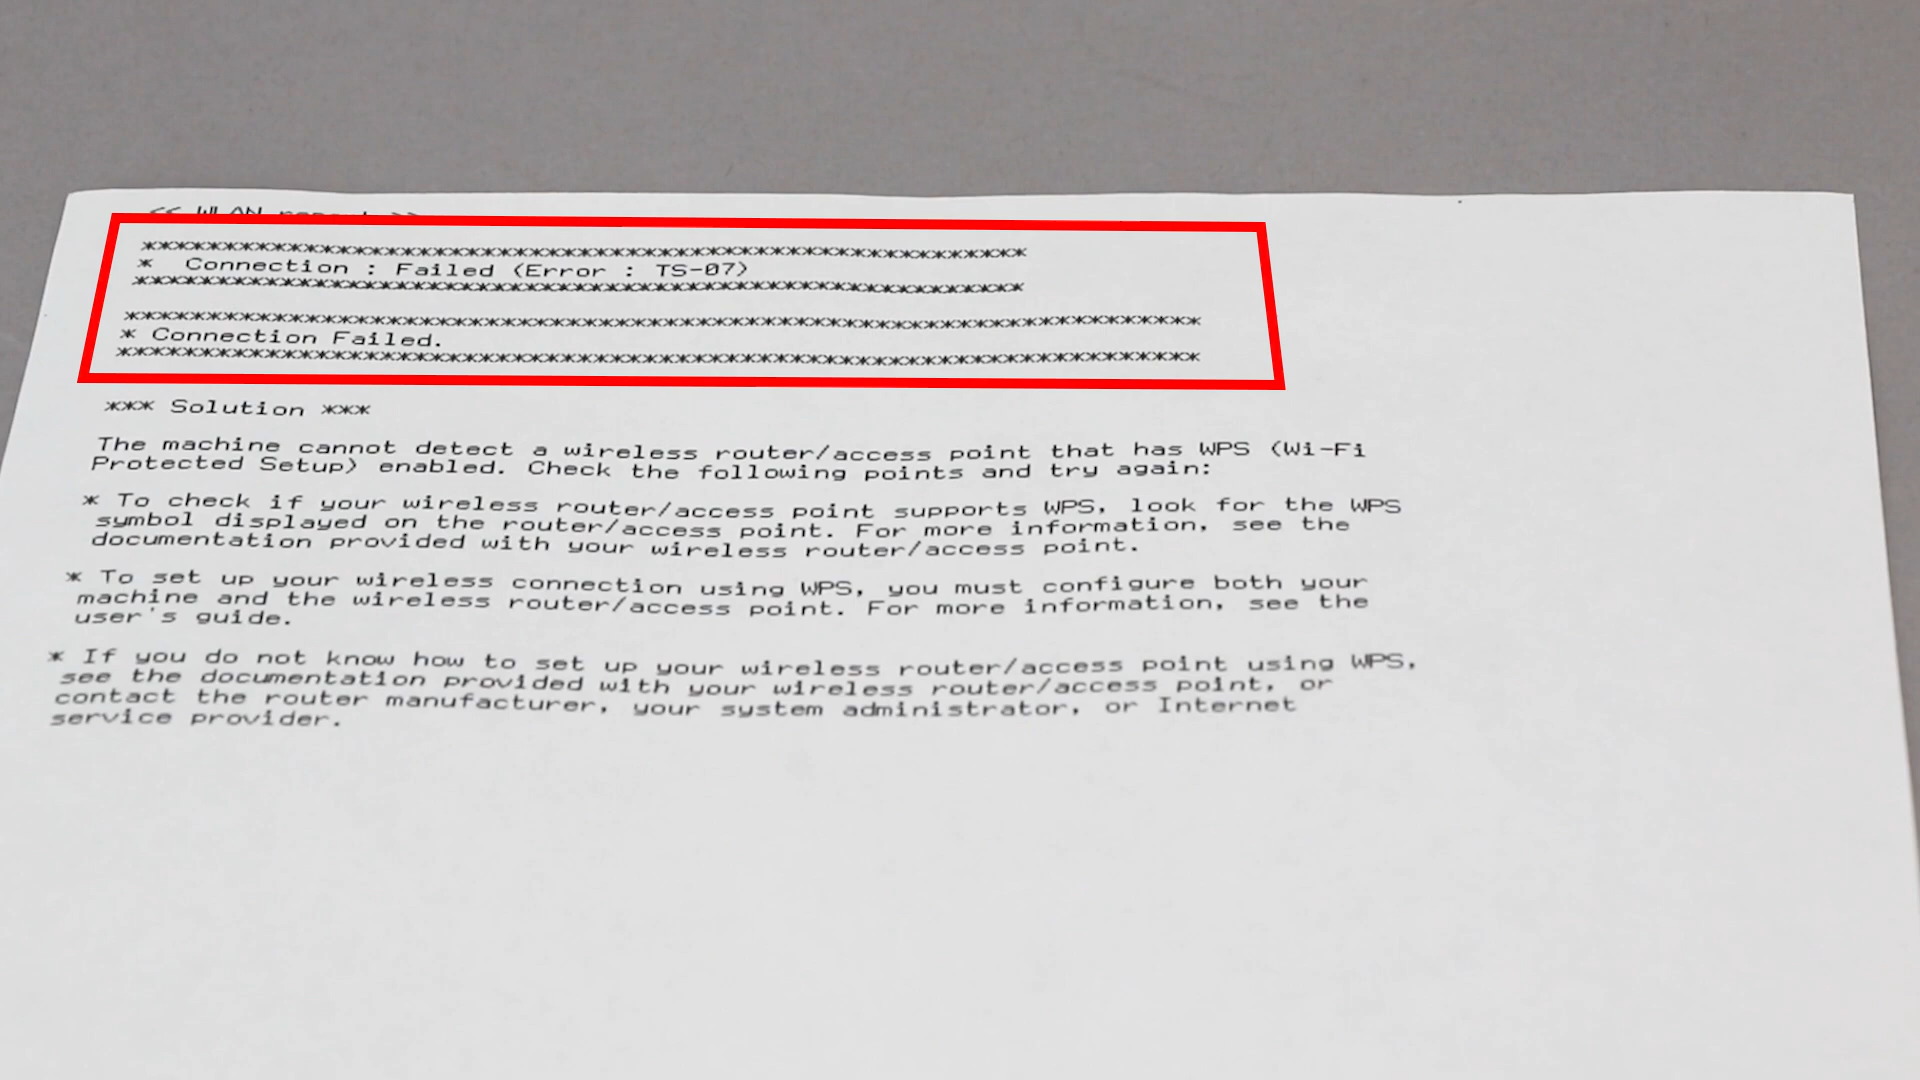 << WLAN report >>
*******************************************************
*  Connection : Failed (Error : TS-07)
*******************************************************
*******************************************************************
* Connection Failed.
*******************************************************************
*** Solution ***
The machine cannot detect a wireless router/access point that has WPS (Wi-Fi
Protected Setup) enabled. Check the following points and try again:
* To check if your wireless router/access point supports WPS, look for the WPS
symbol displayed on the router/access point. For more information, see the
documentation provided with your wireless router/access point.
* To set up your wireless connection using WPS, you must configure both your
machine and the wireless router/access point. For more information, see the
user's guide.
* If you do not know how to set up your wireless router/access point using WPS,
see the documentation provided with your wireless router/access point, or
contact the router manufacturer, your system administrator, or Internet
service provider.